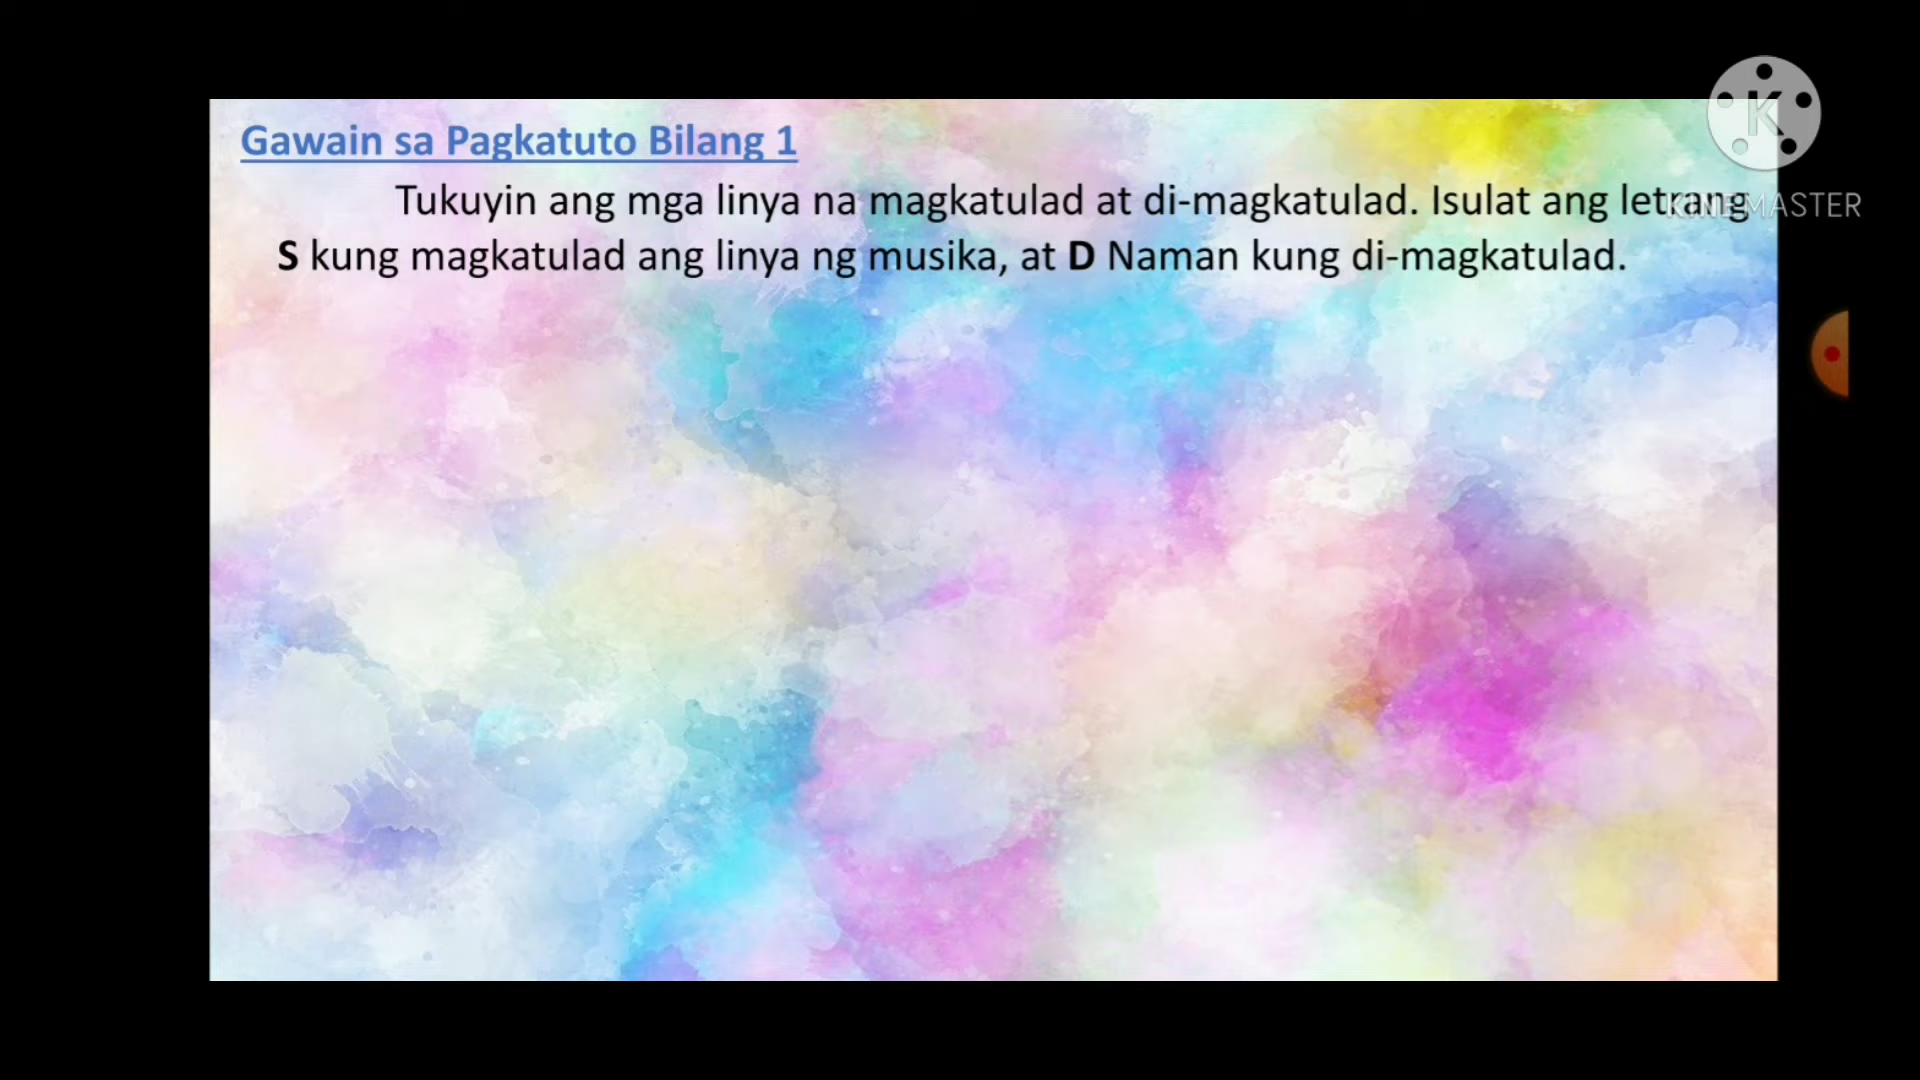 Gawain sa Pagkatuto Bilang 1
Tukuyin ang mga linya na magkatulad at di-magkatulad. Isulat ang letrang
S kung magkatulad ang linya ng musika, at D Naman kung di-magkatulad.
K
KINEMASTER